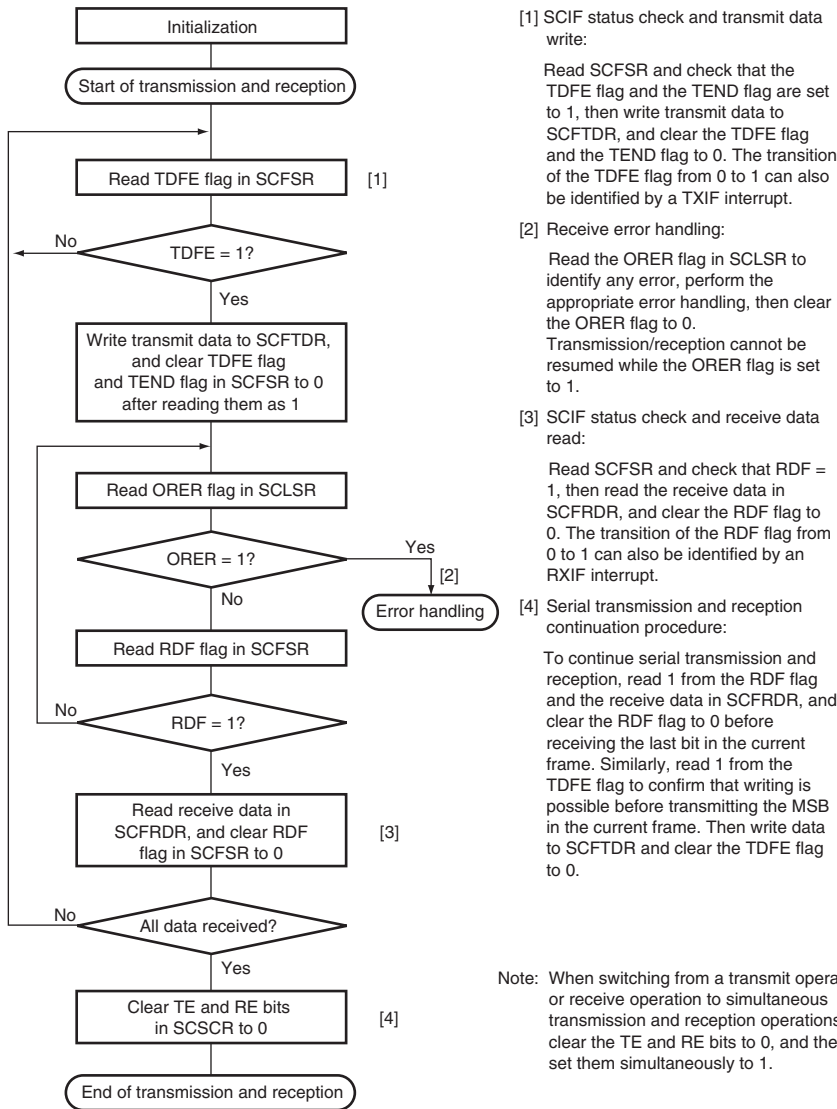 Initialization
Start of transmission and reception
Read TDFE flag in SCFSR
[1]
No
TDFE = 1?
Yes
Write transmit data to SCFTDR,
and clear TDFE flag
and TEND flag in SCFSR to 0
after reading them as 1
Read ORER flag in SCLSR
ORER = 1?
Yes
[2]
No
Error handling
Read RDF flag in SCFSR
No
RDF = 1?
Yes
Read receive data in
SCFRDR, and clear RDF
flag in SCFSR to 0
[3]
No
All data received?
Yes
Clear TE and RE bits
in SCSCR to 0
[4]
End of transmission and reception
[1] SCIF status check and transmit data
write:
Read SCFSR and check that the
TDFE flag and the TEND flag are set
to 1, then write transmit data to
SCFTDR, and clear the TDFE flag
and the TEND flag to 0. The transition
of the TDFE flag from 0 to 1 can also
be identified by a TXIF interrupt.
[2] Receive error handling:
Read the ORER flag in SCLSR to
identify any error, perform the
appropriate error handling, then clear
the ORER flag to 0.
Transmission/reception cannot be
resumed while the ORER flag is set
to 1.
[3] SCIF status check and receive data
read:
Read SCFSR and check that RDF =
1, then read the receive data in
SCFRDR, and clear the RDF flag to
0. The transition of the RDF flag from
0 to 1 can also be identified by an
RXIF interrupt.
[4] Serial transmission and reception
continuation procedure:
To continue serial transmission and
reception, read 1 from the RDF flag
and the receive data in SCFRDR, and
clear the RDF flag to 0 before
receiving the last bit in the current
frame. Similarly, read 1 from the
TDFE flag to confirm that writing is
possible before transmitting the MSB
in the current frame. Then write data
to SCFTDR and clear the TDFE flag
to 0.
Note: When switching from a transmit opera
or receive operation to simultaneous
transmission and reception operations
clear the TE and RE bits to 0, and the
set them simultaneously to 1.